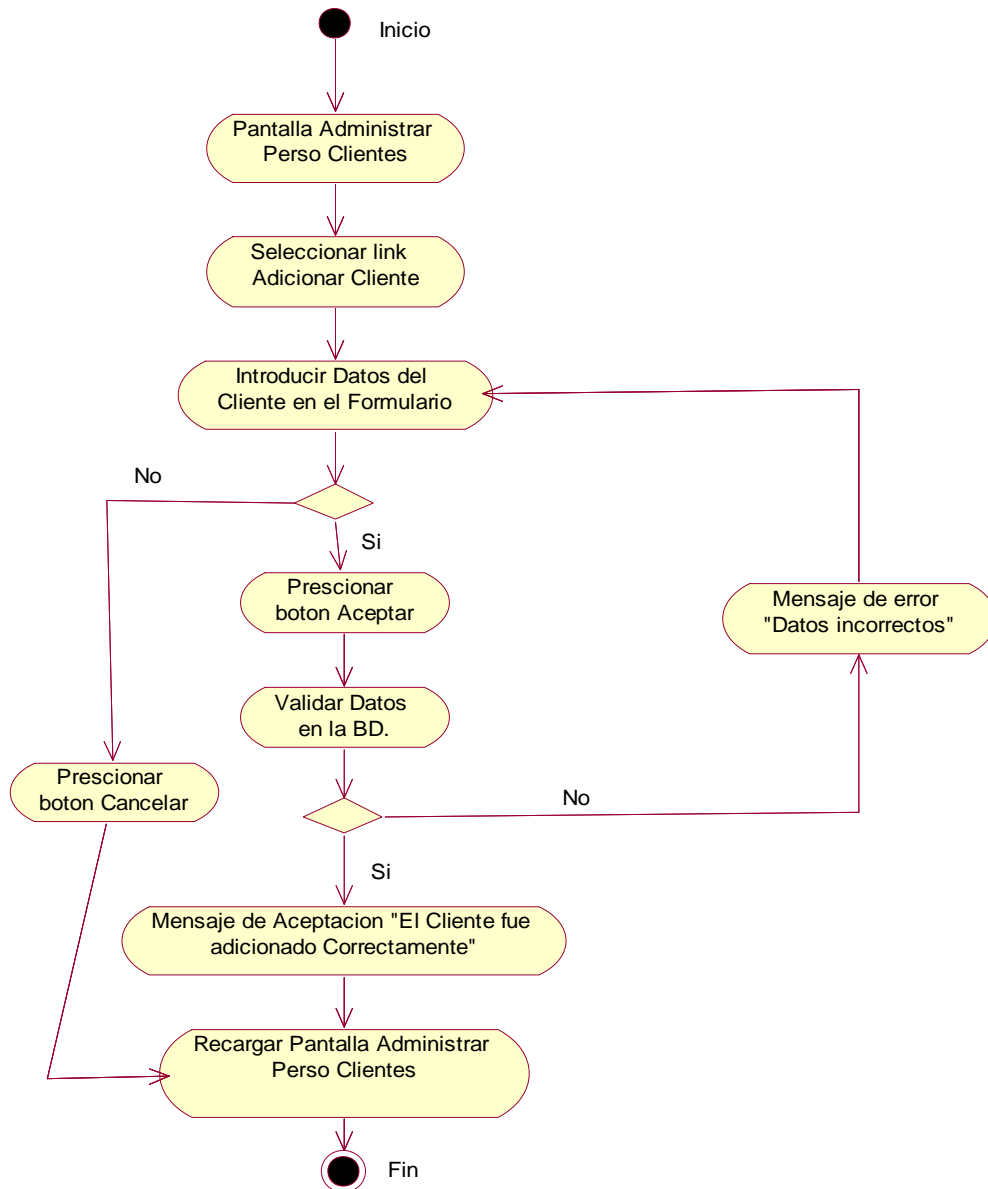 Inicio
Pantalla Administrar
Perso Clientes
Seleccionar link
Adicionar Cliente
Introducir Datos del
Cliente en el Formulario
No
Si
Prescionar
boton Aceptar
Mensaje de error
"Datos incorrectos"
Validar Datos
en la BD.
Prescionar
boton Cancelar
No
Si
Mensaje de Aceptacion "El Cliente fue
adicionado Correctamente"
Recargar Pantalla Administrar
Perso Clientes
Fin